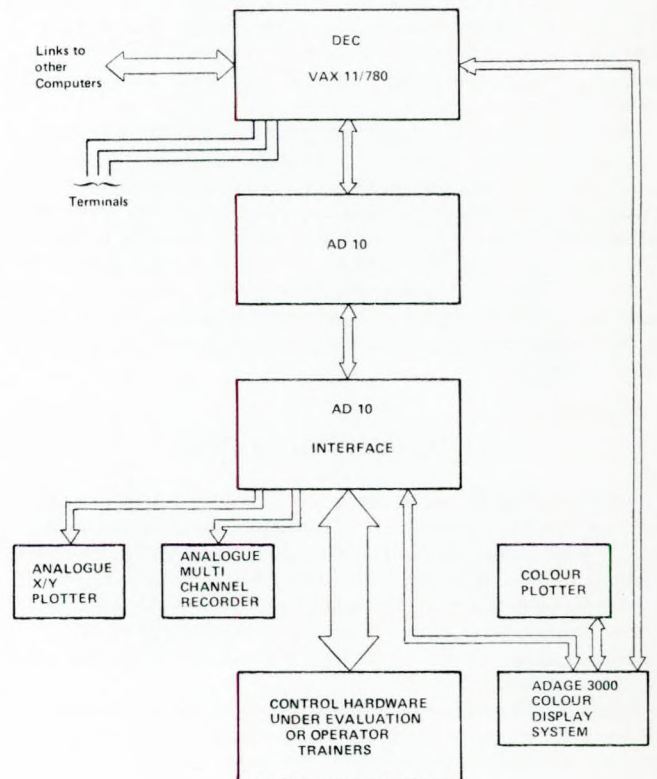 DEC
VAX 11/780
Links to
other
Computers
Terminals
AD 10
AD 10
INTERFACE
ANALOGUE
X/Y
PLOTTER
ANALOGUE
MULTI
CHANNEL
RECORDER
COLOUR
PLOTTER
CONTROL HARDWARE
UNDER EVALUATION
OR OPERATOR
TRAINERS
ADAGE 3000
COLOUR
DISPLAY
SYSTEM